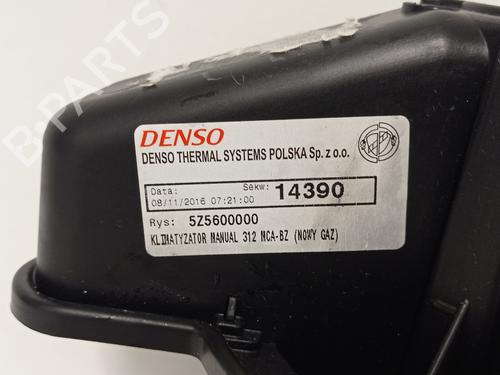 B-PARTS
DENSO
DENSO THERMAL SYSTEMS POLSKA Sp. z o.o.
Data: Sekw: 14390
08/11/2016 07:21:00
Rys: 5Z5600000
KLIMATYZATOR MANUAL 312 MCA-BZ (NOWY GAZ)